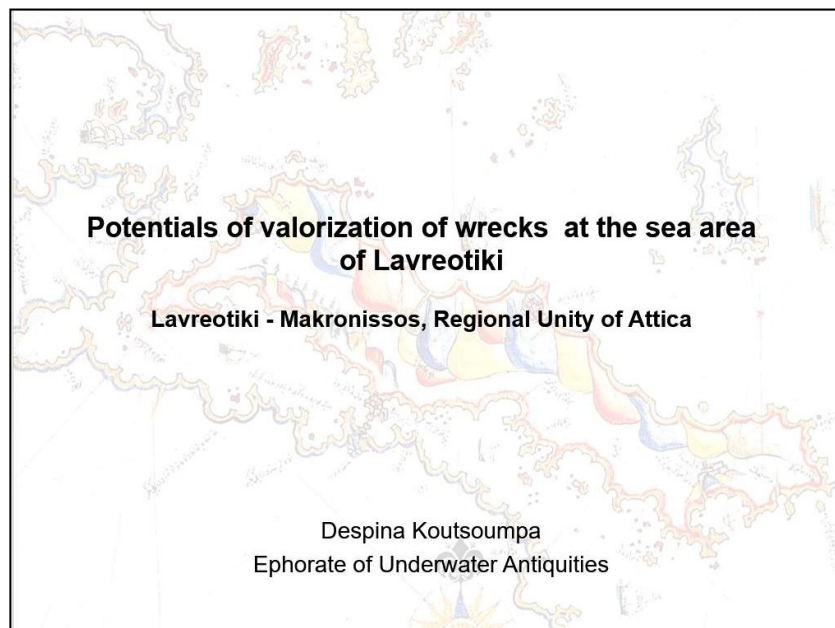 Potentials of valorization of wrecks at the sea area
of Lavreotiki
Lavreotiki - Makronissos, Regional Unity of Attica
Despina Koutsoumpa
Ephorate of Underwater Antiquities